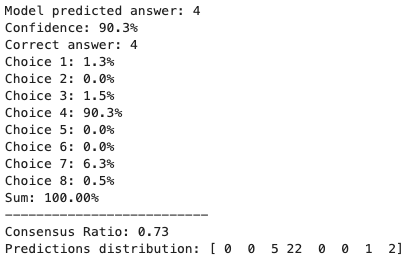 Model predicted answer: 4
Confidence: 90.3%
Correct answer: 4
Choice 1: 1.3%
Choice 2: 0.0%
Choice 3: 1.5%
Choice 4: 90.3%
Choice 5: 0.0%
Choice 6: 0.0%
Choice 7: 6.3%
Choice 8: 0.5%
Sum: 100.00%
--------------------------
Consensus Ratio: 0.73
Predictions distribution: [ 0  0  5 22  0  0  1  2]